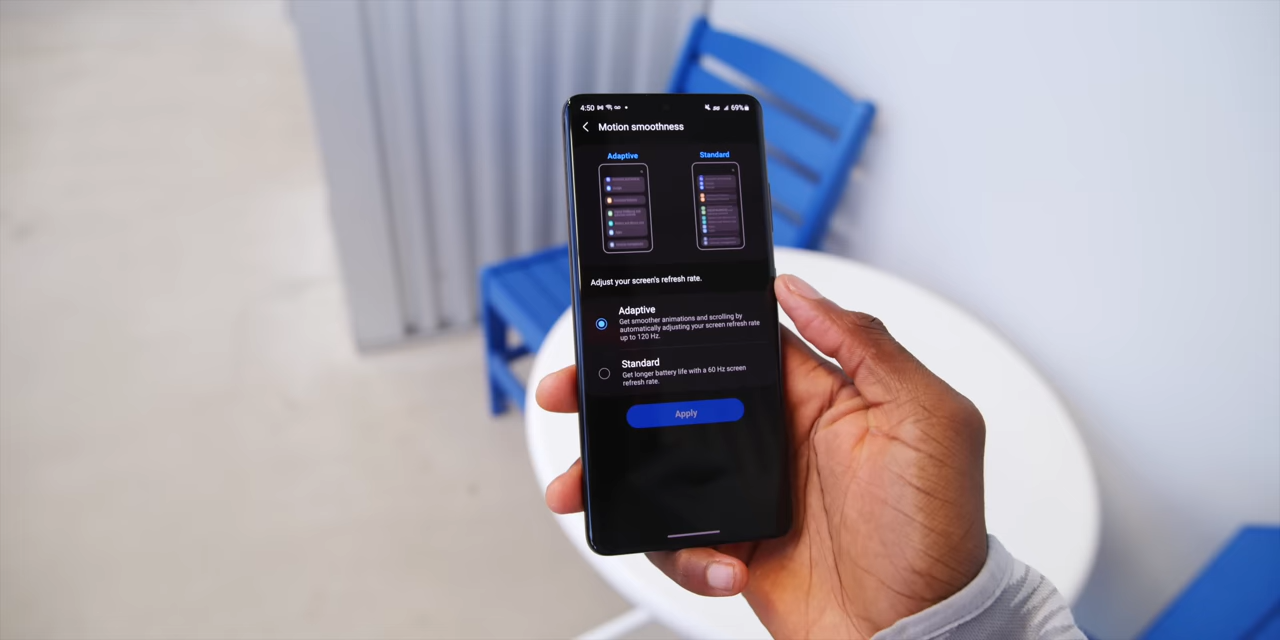 4:50
69%
Motion smoothness
Adaptive
Standard
Adjust your screen's refresh rate.
Adaptive
Get smoother animations and scrolling by
automatically adjusting your screen refresh rate
up to 120 Hz.
Standard
Get longer battery life with a 60 Hz screen
refresh rate.
Apply